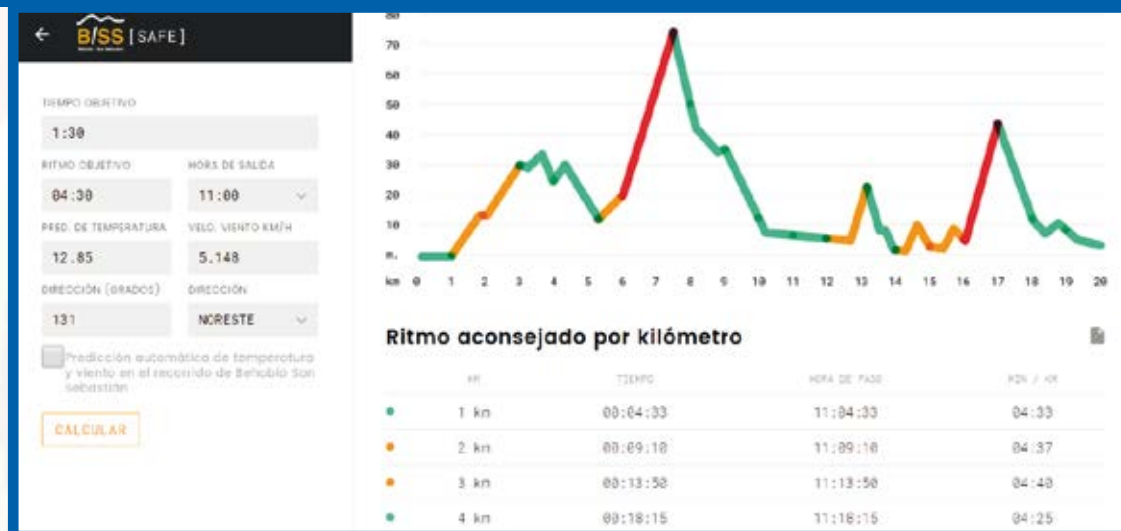 B/SS [SAFE]
TIEMPO OBJETIVO
1:30
RITMO OBJETIVO HORA DE SALIDA
04:30 11:00
PRED. DE TEMPERATURA VELO. VIENTO KM/H
12.85 5.148
DIRECCIÓN (GRADOS) DIRECCIÓN
131 NORESTE
Predicción automática de temperatura
y viento en el recorrido de Behobia San
sebastián
CALCULAR
80
70
60
50
40
30
20
10
m.
km 0 1 2 3 4 5 6 7 8 9 10 11 12 13 14 15 16 17 18 19 20
Ritmo aconsejado por kilómetro
KM TIEMPO HORA DE PASO MIN / KM
1 km 00:04:33 11:04:33 04:33
2 km 00:09:10 11:09:10 04:37
3 km 00:13:50 11:13:50 04:40
4 km 00:18:15 11:18:15 04:25